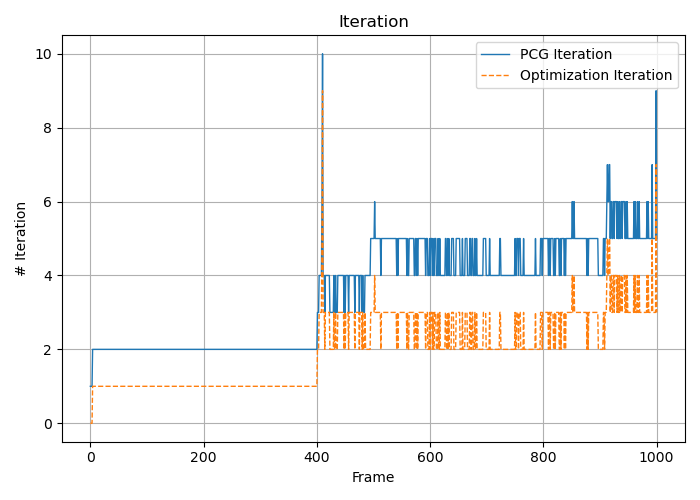 Iteration
PCG Iteration
Optimization Iteration
# Iteration
10
8
6
4
2
0
0 200 400 600 800 1000
Frame